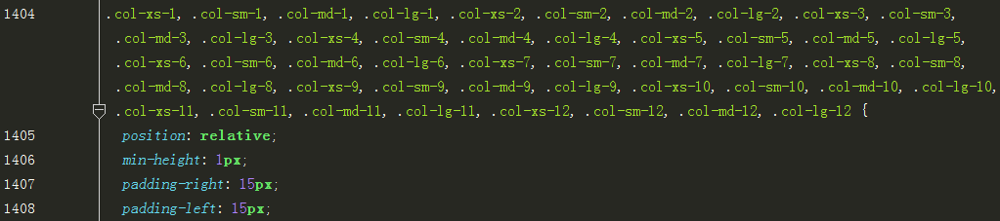 1404 .col-xs-1, .col-sm-1, .col-md-1, .col-lg-1, .col-xs-2, .col-sm-2, .col-md-2, .col-lg-2, .col-xs-3, .col-sm-3,
.col-md-3, .col-lg-3, .col-xs-4, .col-sm-4, .col-md-4, .col-lg-4, .col-xs-5, .col-sm-5, .col-md-5, .col-lg-5,
.col-xs-6, .col-sm-6, .col-md-6, .col-lg-6, .col-xs-7, .col-sm-7, .col-md-7, .col-lg-7, .col-xs-8, .col-sm-8,
.col-md-8, .col-lg-8, .col-xs-9, .col-sm-9, .col-md-9, .col-lg-9, .col-xs-10, .col-sm-10, .col-md-10, .col-lg-10,
.col-xs-11, .col-sm-11, .col-md-11, .col-lg-11, .col-xs-12, .col-sm-12, .col-md-12, .col-lg-12 {
1405 position: relative;
1406 min-height: 1px;
1407 padding-right: 15px;
1408 padding-left: 15px;